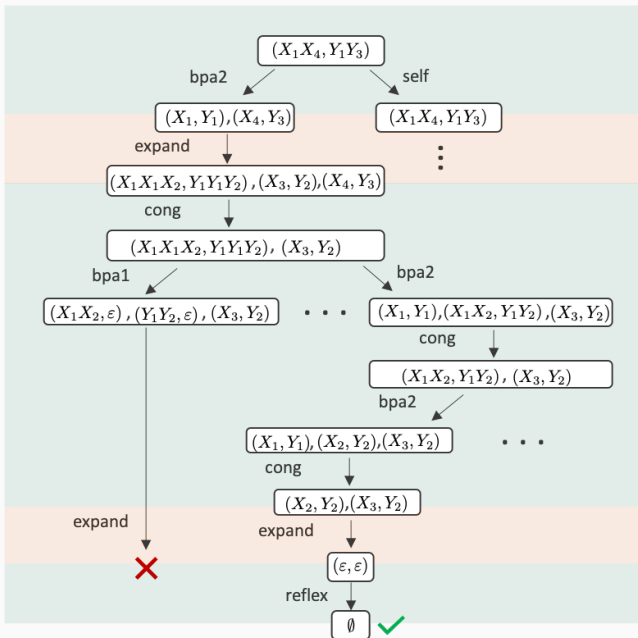 (X₁X₄, Y₁Y₃)
bpa2 self
(X₁, Y₁),(X₄, Y₃) (X₁X₄, Y₁Y₃)
expand
(X₁X₁X₂, Y₁Y₁Y₂) ,(X₃, Y₂),(X₄, Y₃)
cong
(X₁X₁X₂, Y₁Y₁Y₂), (X₃, Y₂)
bpa1 bpa2
(X₁X₂, ε) , (Y₁Y₂, ε) , (X₃, Y₂) · · · (X₁, Y₁),(X₁X₂, Y₁Y₂) ,(X₃, Y₂)
cong
(X₁X₂, Y₁Y₂) , (X₃, Y₂)
bpa2
(X₁, Y₁),(X₂, Y₂),(X₃, Y₂) · · ·
cong
(X₂, Y₂),(X₃, Y₂)
expand expand
(ε, ε)
reflex
∅